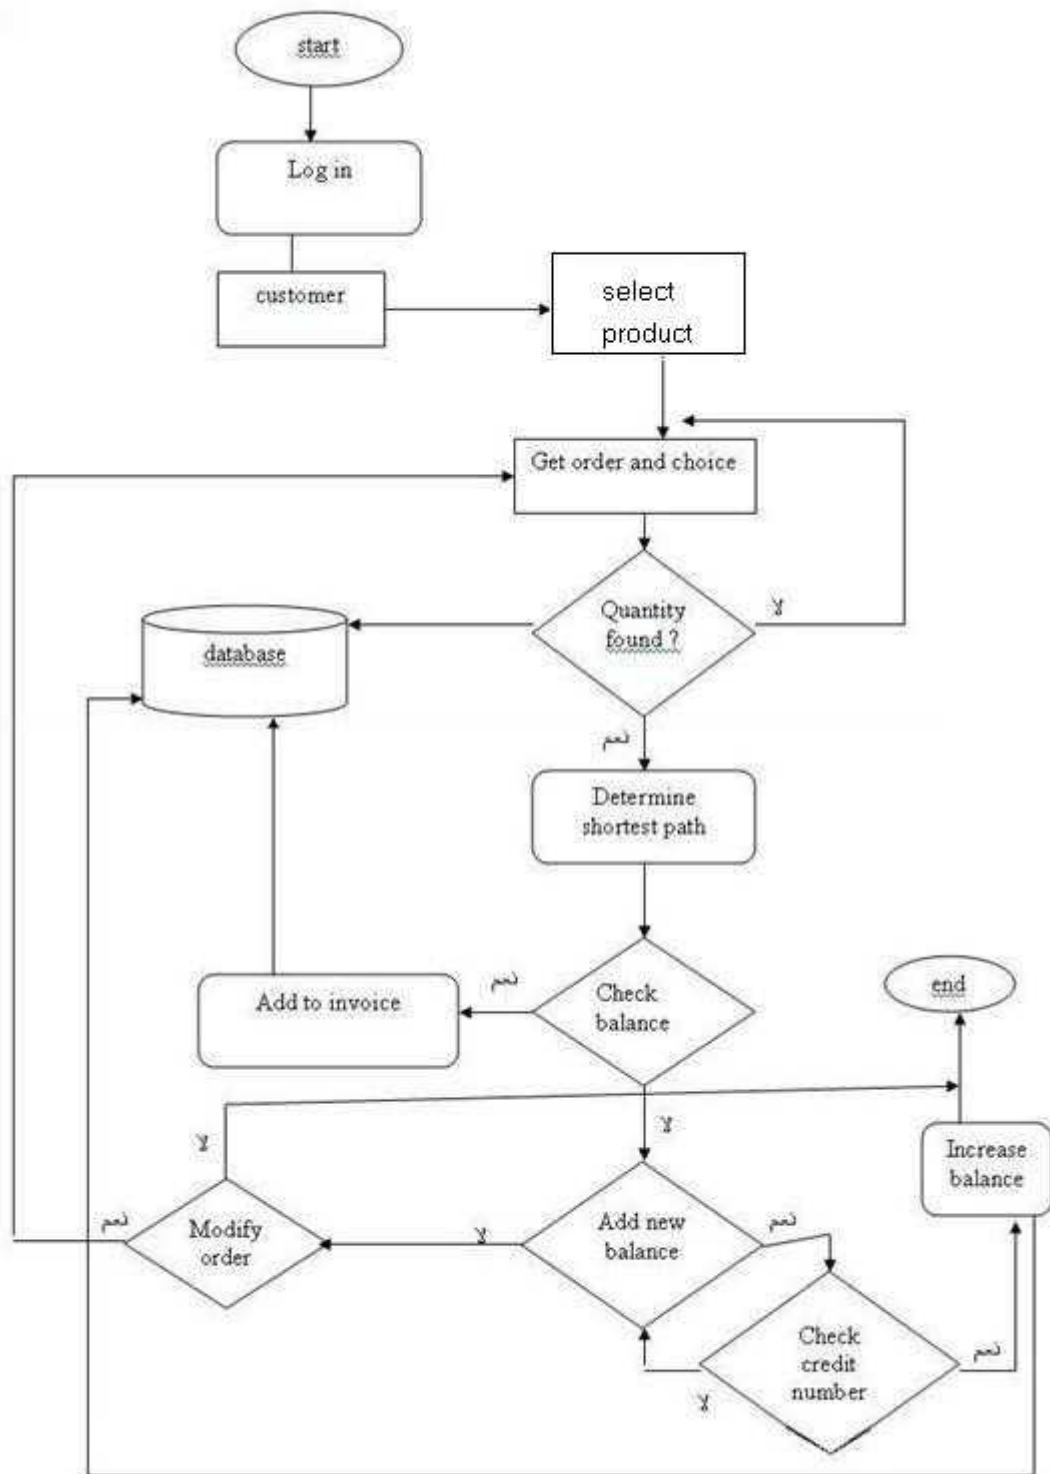 start
Log in
customer
select
product
Get order and choice
Quantity
found ?
لا
database
نعم
Determine
shortest path
Add to invoice
نعم
Check
balance
end
لا
لا
Increase
balance
نعم
Modify
order
لا
Add new
balance
نعم
Check
credit
number
نعم
لا